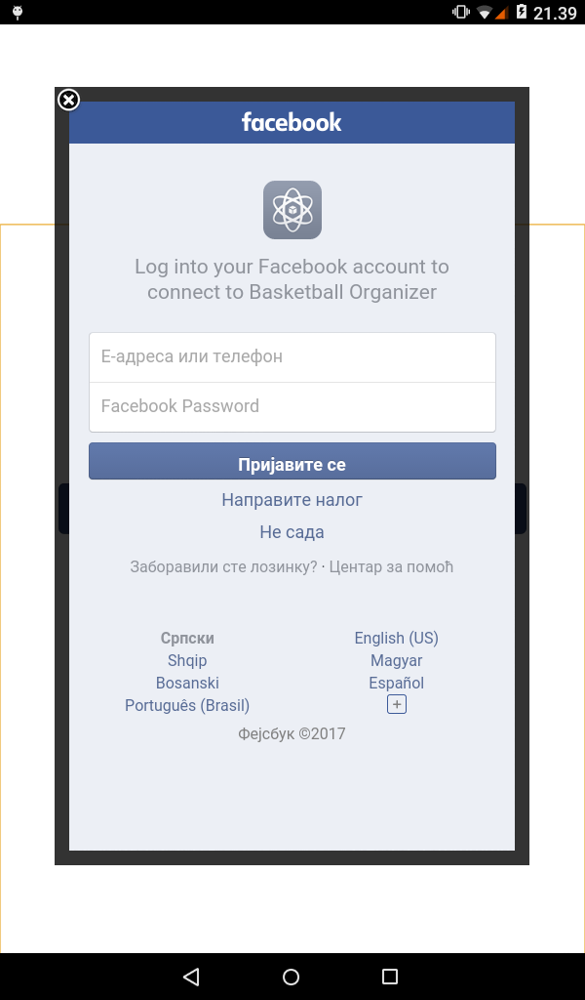 21.39
facebook
Log into your Facebook account to
connect to Basketball Organizer
Е-адреса или телефон
Facebook Password
Пријавите се
Направите налог
Не сада
Заборавили сте лозинку? · Центар за помоћ
Српски English (US)
Shqip Magyar
Bosanski Español
Português (Brasil) +
Фејсбук ©2017